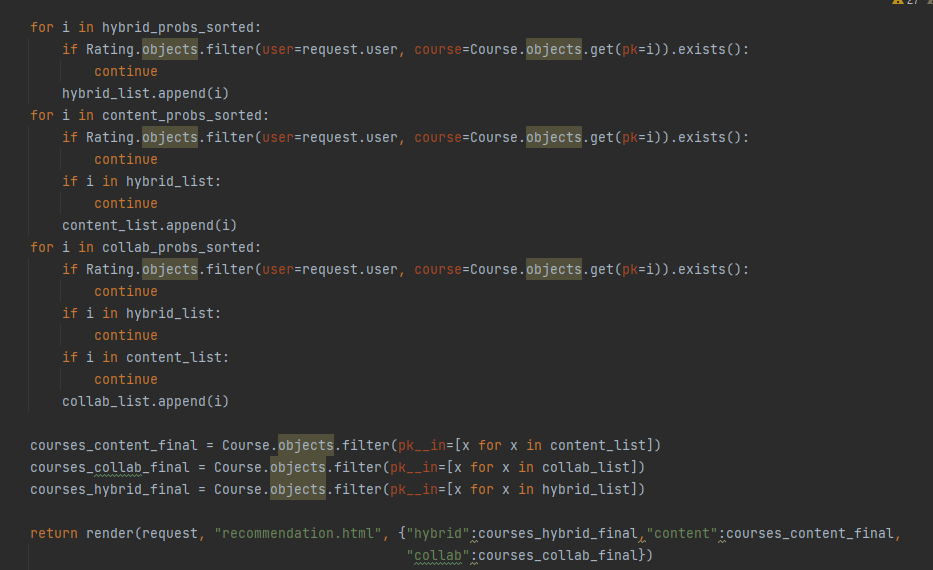 27
for i in hybrid_probs_sorted:
    if Rating.objects.filter(user=request.user, course=Course.objects.get(pk=i)).exists():
        continue
    hybrid_list.append(i)
for i in content_probs_sorted:
    if Rating.objects.filter(user=request.user, course=Course.objects.get(pk=i)).exists():
        continue
    if i in hybrid_list:
        continue
    content_list.append(i)
for i in collab_probs_sorted:
    if Rating.objects.filter(user=request.user, course=Course.objects.get(pk=i)).exists():
        continue
    if i in hybrid_list:
        continue
    if i in content_list:
        continue
    collab_list.append(i)
courses_content_final = Course.objects.filter(pk__in=[x for x in content_list])
courses_collab_final = Course.objects.filter(pk__in=[x for x in collab_list])
courses_hybrid_final = Course.objects.filter(pk__in=[x for x in hybrid_list])
return render(request, "recommendation.html", {"hybrid":courses_hybrid_final,"content":courses_content_final,
                                               "collab":courses_collab_final})